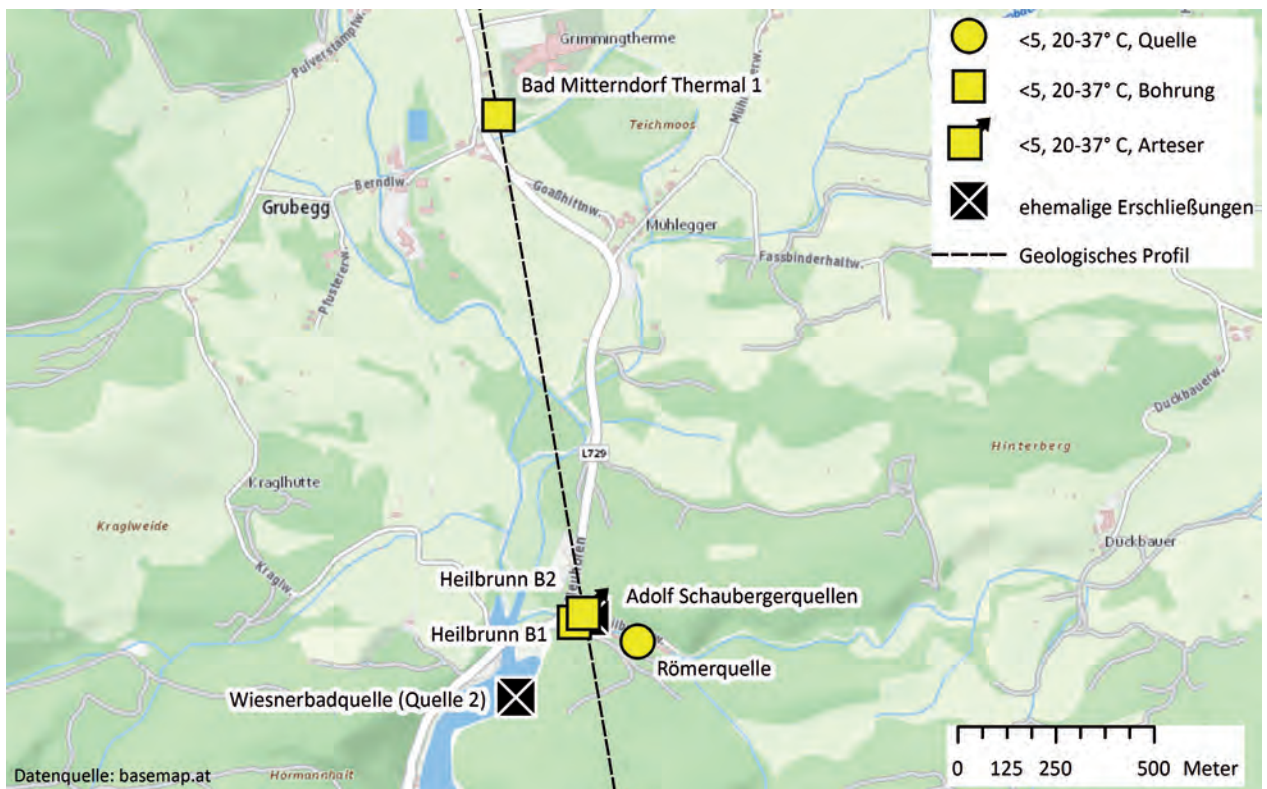 Pulverstampfw.
Grimmingtherme
Bad Mitterndorf Thermal 1
Teichmoos
Berndlw.
Grubegg
Goaßhittnw.
Mühlegger
Pfustererw.
Fassbinderhaltw.
<5, 20-37° C, Quelle
<5, 20-37° C, Bohrung
<5, 20-37° C, Arteser
ehemalige Erschließungen
Geologisches Profil
Duckbauerw.
Hinterberg
L729
Kraglhütte
Kraglweide
Kraglw.
Duckbauer
Heilbrunn B2
Adolf Schaubergerquellen
Heilbrunn B1
Römerquelle
Wiesnerbadquelle (Quelle 2)
Datenquelle: basemap.at
0 125 250 500 Meter